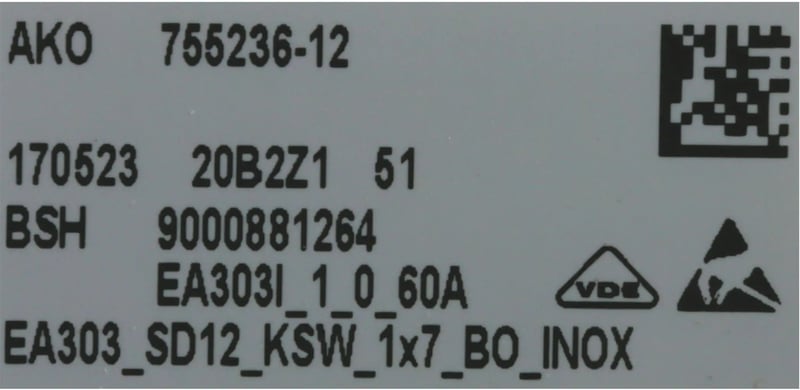 AKO 755236-12
170523 20B2Z1 51
BSH 9000881264
EA303I_1_0_60A
VDE
EA303_SD12_KSW_1x7_BO_INOX